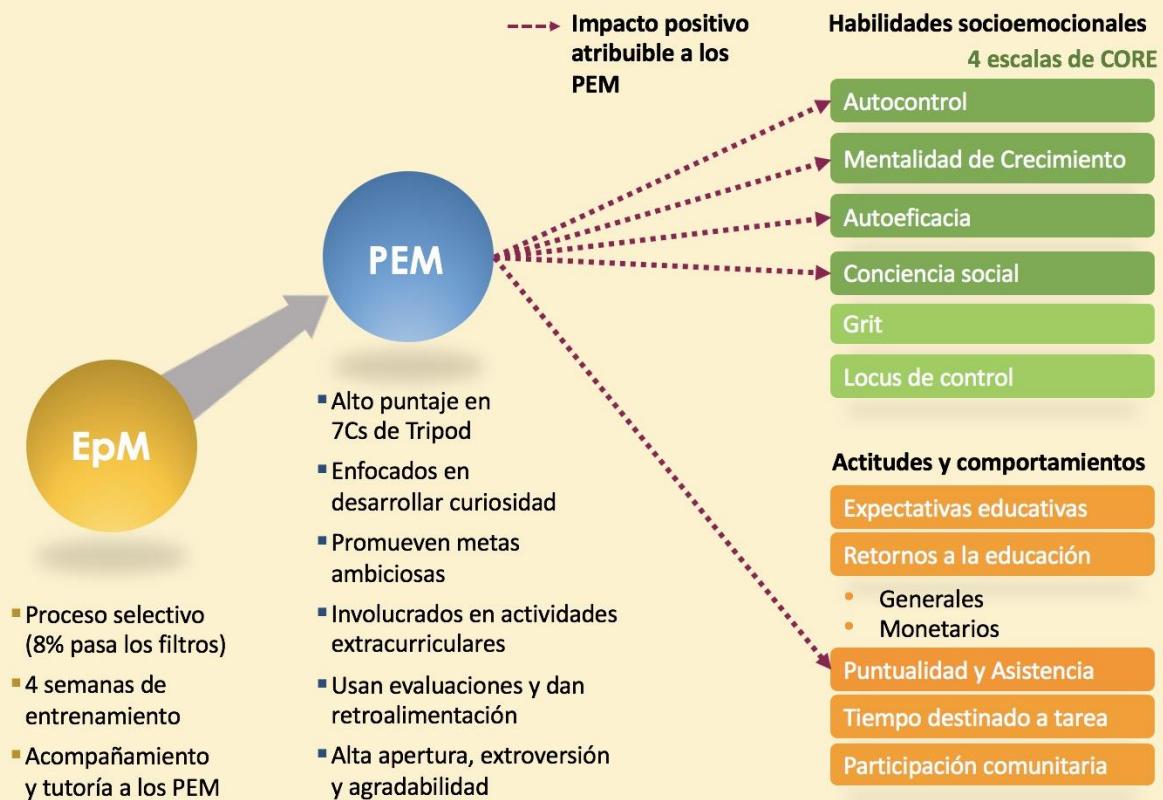 Impacto positivo
atribuible a los
PEM
Habilidades socioemocionales
4 escalas de CORE
Autocontrol
Mentalidad de Crecimiento
Autoeficacia
Conciencia social
Grit
Locus de control
PEM
EpM
▪ Proceso selectivo
(8% pasa los filtros)
▪ 4 semanas de
entrenamiento
▪ Acompañamiento
y tutoría a los PEM
▪ Alto puntaje en
7Cs de Tripod
▪ Enfocados en
desarrollar curiosidad
▪ Promueven metas
ambiciosas
▪ Involucrados en actividades
extracurriculares
▪ Usan evaluaciones y dan
retroalimentación
▪ Alta apertura, extroversión
y agradabilidad
Actitudes y comportamientos
Expectativas educativas
Retornos a la educación
• Generales
• Monetarios
Puntualidad y Asistencia
Tiempo destinado a tarea
Participación comunitaria